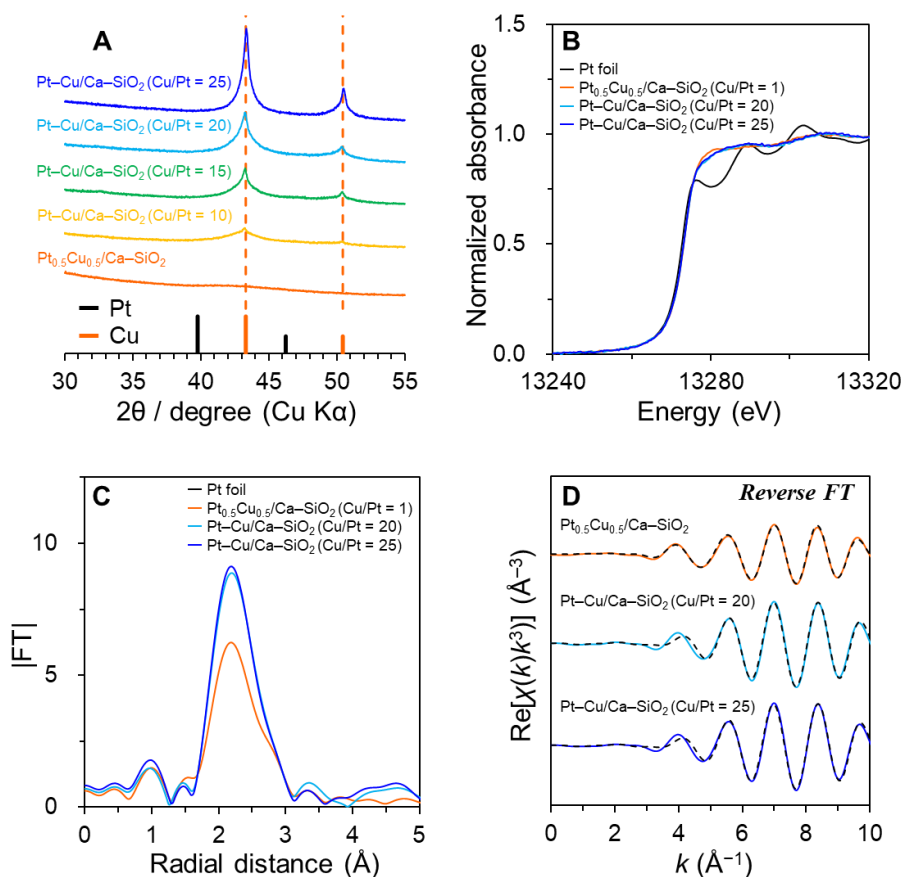 A
Pt–Cu/Ca–SiO2 (Cu/Pt = 25)
Pt–Cu/Ca–SiO2 (Cu/Pt = 20)
Pt–Cu/Ca–SiO2 (Cu/Pt = 15)
Pt–Cu/Ca–SiO2 (Cu/Pt = 10)
Pt0.5Cu0.5/Ca–SiO2
Pt
Cu
30 35 40 45 50 55
2θ / degree (Cu Kα)
B
Pt foil
Pt0.5Cu0.5/Ca–SiO2 (Cu/Pt = 1)
Pt–Cu/Ca–SiO2 (Cu/Pt = 20)
Pt–Cu/Ca–SiO2 (Cu/Pt = 25)
Normalized absorbance
1.5
1.0
0.5
0.0
13240 13280 13320
Energy (eV)
C
Pt foil
Pt0.5Cu0.5/Ca–SiO2 (Cu/Pt = 1)
Pt–Cu/Ca–SiO2 (Cu/Pt = 20)
Pt–Cu/Ca–SiO2 (Cu/Pt = 25)
|FT|
10
5
0
0 1 2 3 4 5
Radial distance (Å)
D
Reverse FT
Pt0.5Cu0.5/Ca–SiO2
Pt–Cu/Ca–SiO2 (Cu/Pt = 20)
Pt–Cu/Ca–SiO2 (Cu/Pt = 25)
Re[χ(k)k³)] (Å⁻³)
0 2 4 6 8 10
k (Å⁻¹)